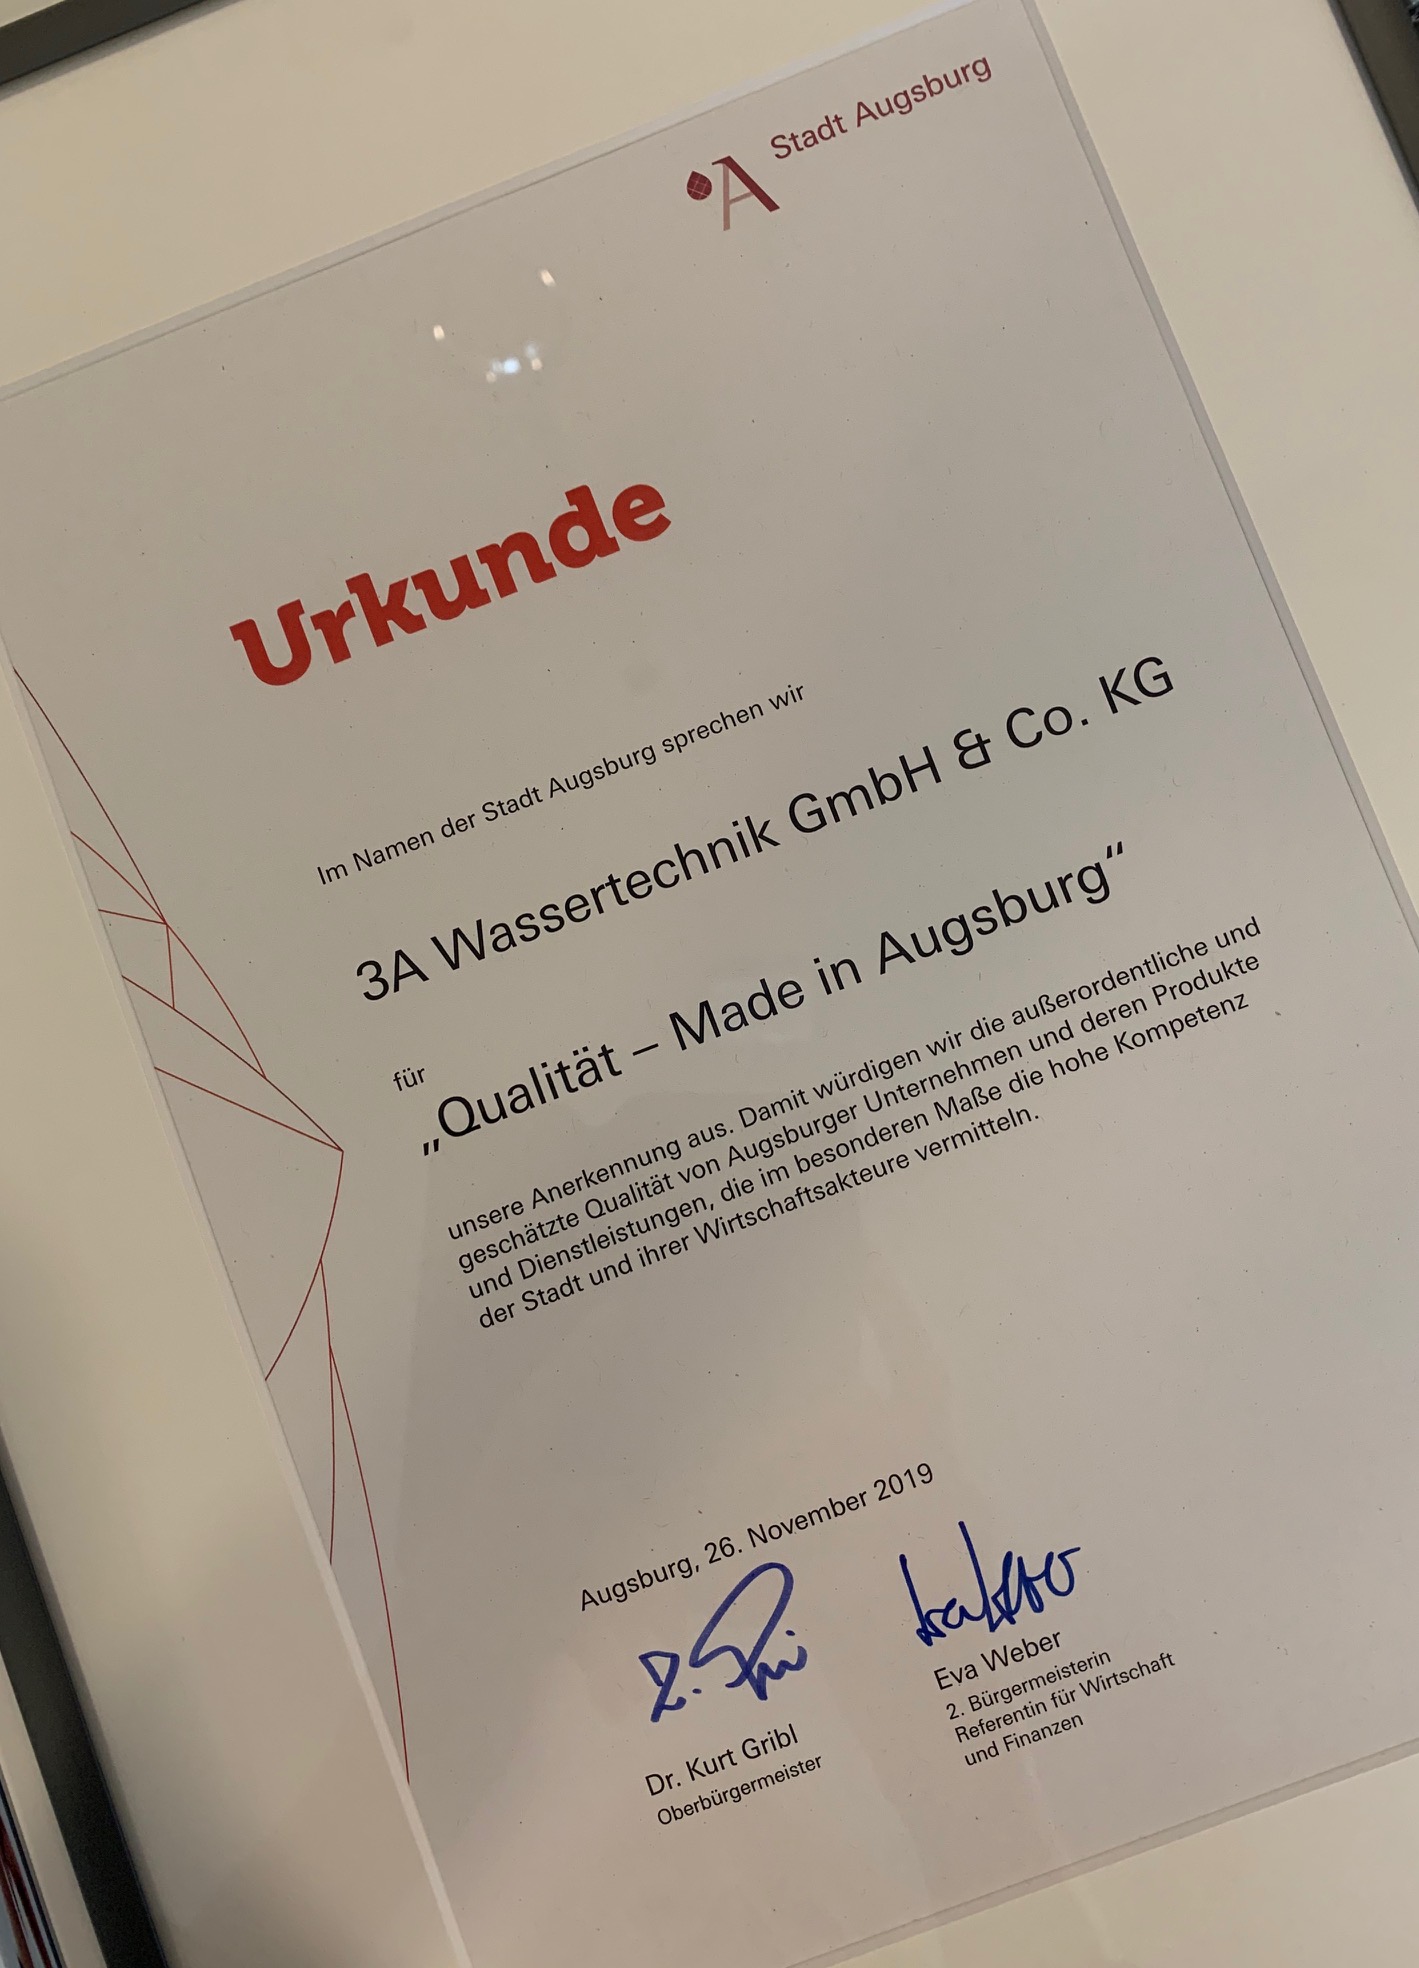 Stadt Augsburg
Urkunde
Im Namen der Stadt Augsburg sprechen wir
3A Wassertechnik GmbH & Co. KG
für
„Qualität – Made in Augsburg“
unsere Anerkennung aus. Damit würdigen wir die außerordentliche und
geschätzte Qualität von Augsburger Unternehmen und deren Produkte
und Dienstleistungen, die im besonderen Maße die hohe Kompetenz
der Stadt und ihrer Wirtschaftsakteure vermitteln.
Augsburg, 26. November 2019
Dr. Kurt Gribl
Oberbürgermeister
Eva Weber
2. Bürgermeisterin
Referentin für Wirtschaft
und Finanzen